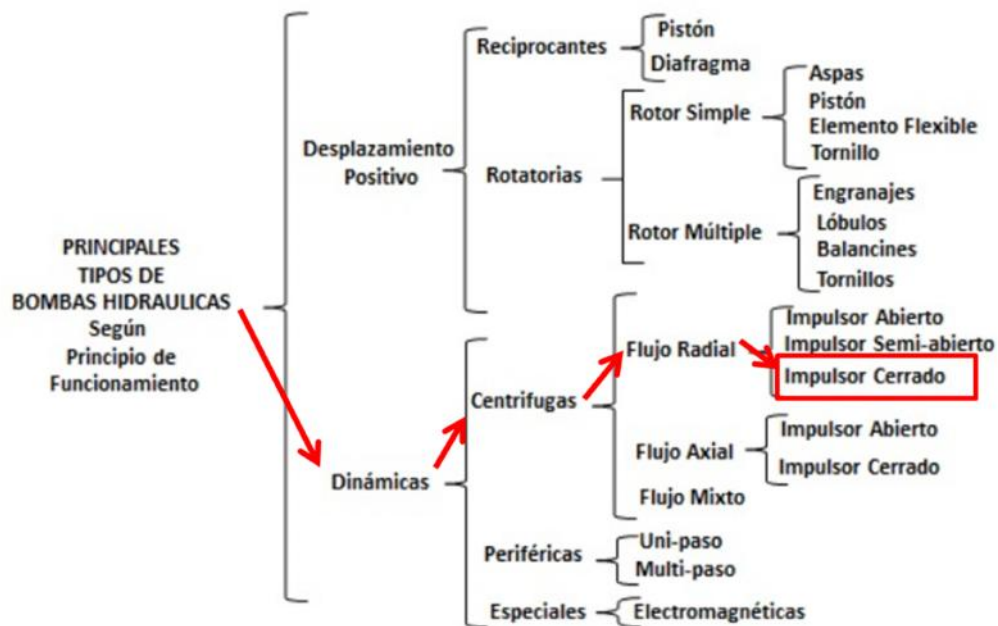 PRINCIPALES
TIPOS DE
BOMBAS HIDRAULICAS
Según
Principio de
Funcionamiento
Desplazamiento
Positivo
Reciprocantes
Pistón
Diafragma
Rotatorias
Rotor Simple
Aspas
Pistón
Elemento Flexible
Tornillo
Rotor Múltiple
Engranajes
Lóbulos
Balancines
Tornillos
Dinámicas
Centrifugas
Flujo Radial
Impulsor Abierto
Impulsor Semi-abierto
Impulsor Cerrado
Flujo Axial
Impulsor Abierto
Impulsor Cerrado
Flujo Mixto
Periféricas
Uni-paso
Multi-paso
Especiales
Electromagnéticas